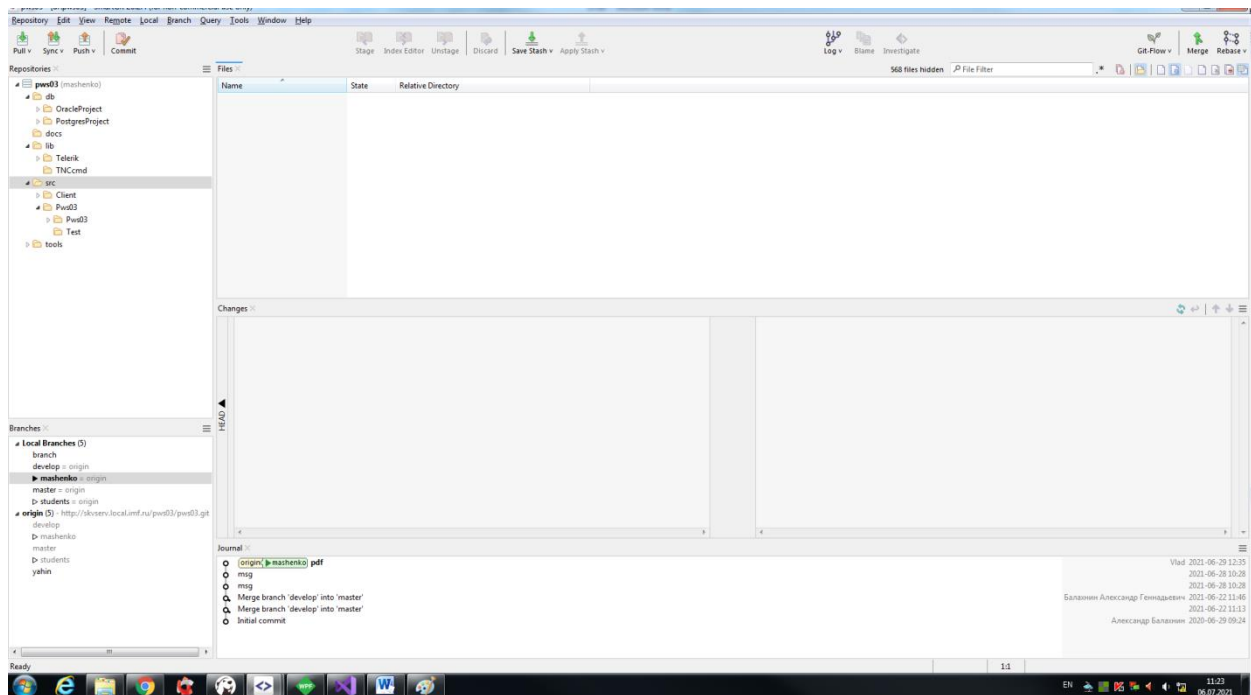 Repository Edit View Remote Local Branch Query Tools Window Help
Pull Sync Push Commit Stage Index Editor Unstage Discard Save Stash Apply Stash Log Blame Investigate Git-Flow Merge Rebase
Repositories
pws03 (mashenko)
db
OracleProject
PostgresProject
docs
lib
Telerik
TNCcmd
src
Client
Pws03
Pws03
Test
tools
Files
568 files hidden File Filter
Name State Relative Directory
Changes
HEAD
Branches
Local Branches (5)
branch
develop = origin
mashenko = origin
master = origin
students = origin
origin (5) - http://skvserv.local.imf.ru/pws03/pws03.git
develop
mashenko
master
students
yahin
Journal
origin/ mashenko pdf Vlad 2021-06-29 12:35
msg 2021-06-28 10:28
msg 2021-06-28 10:28
Merge branch 'develop' into 'master' Балахнин Александр Геннадьевич 2021-06-22 11:46
Merge branch 'develop' into 'master' 2021-06-22 11:13
Initial commit Александр Балахнин 2020-06-29 09:24
Ready 1:1
WPF
W
EN 11:23
06.07.2021